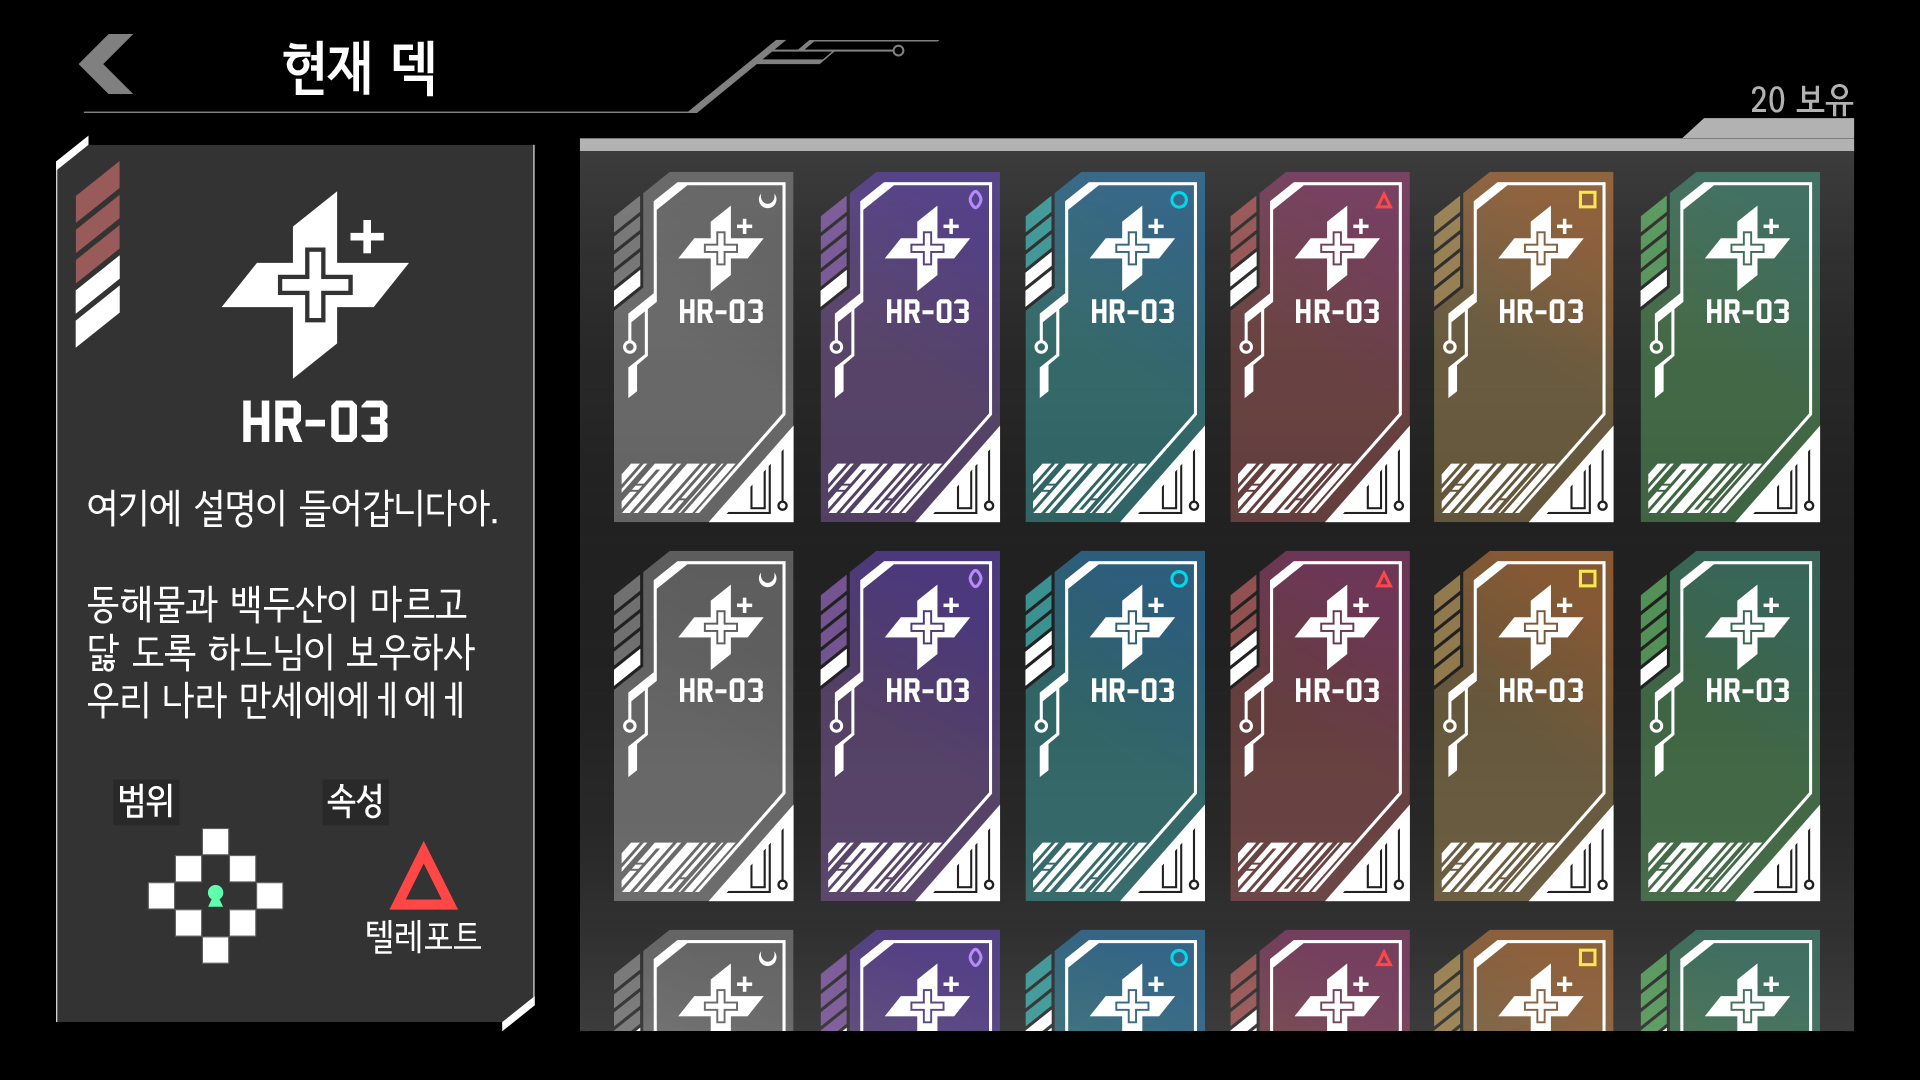 현재 덱
20 보유
HR-03
여기에 설명이 들어갑니다아.
동해물과 백두산이 마르고
닳 도록 하느님이 보우하사
우리 나라 만세에에ㅔ에ㅔ
범위
속성
텔레포트
HR-03
HR-03
HR-03
HR-03
HR-03
HR-03
HR-03
HR-03
HR-03
HR-03
HR-03
HR-03